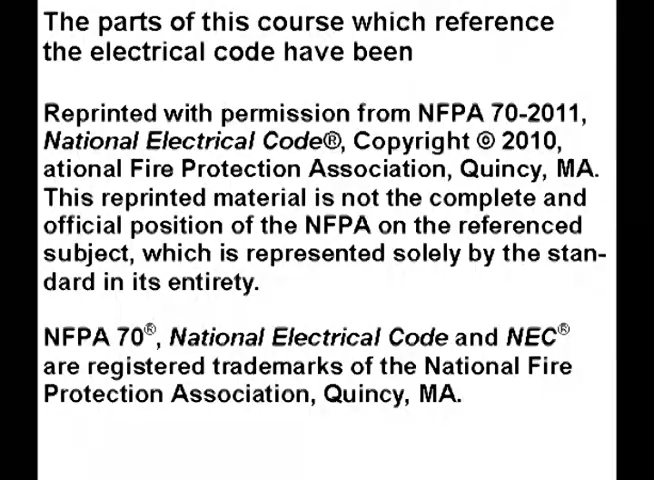 The parts of this course which reference
the electrical code have been
Reprinted with permission from NFPA 70-2011,
National Electrical Code®, Copyright © 2010,
ational Fire Protection Association, Quincy, MA.
This reprinted material is not the complete and
official position of the NFPA on the referenced
subject, which is represented solely by the stan-
dard in its entirety.
NFPA 70®, National Electrical Code and NEC®
are registered trademarks of the National Fire
Protection Association, Quincy, MA.